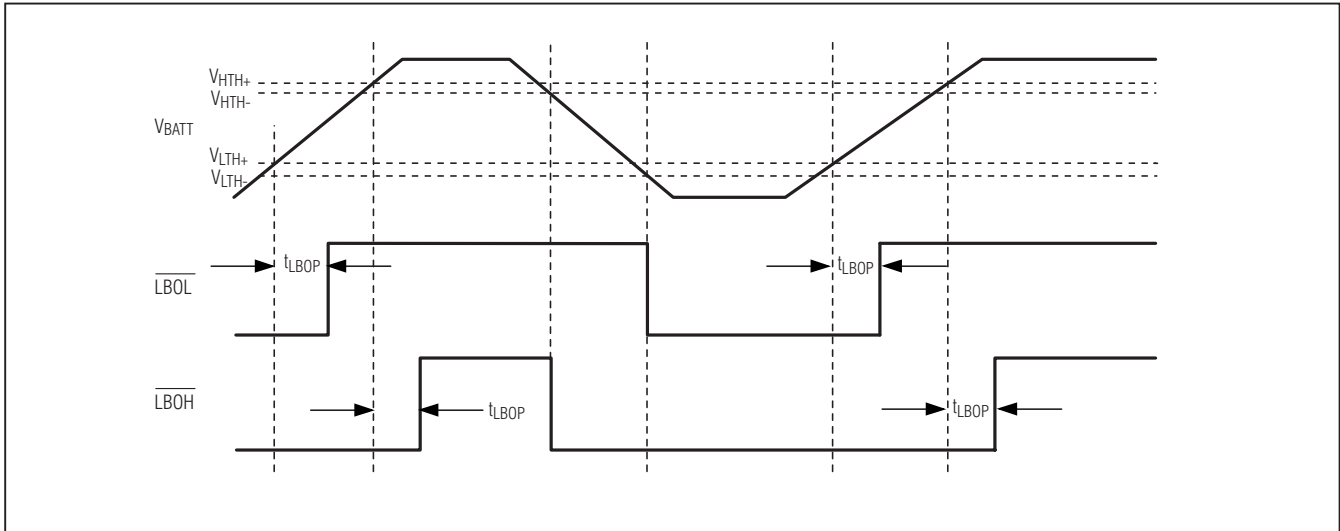 VHTH+
VHTH-
VBATT
VLTH+
VLTH-
tLBOP tLBOP
LBOL
LBOH
tLBOP tLBOP